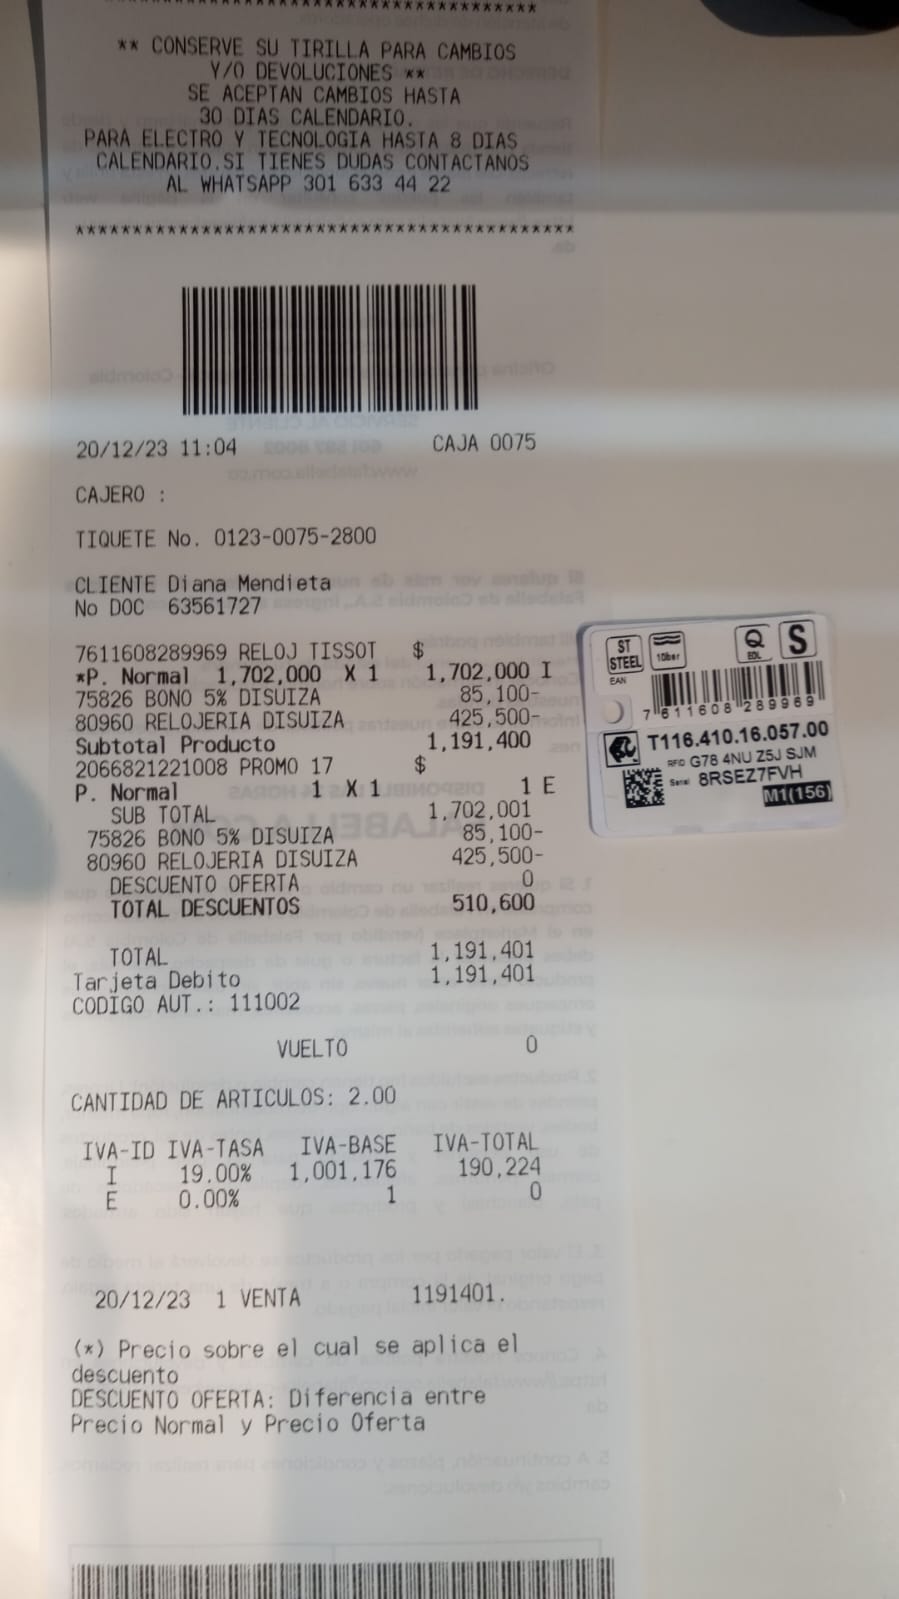 ******************************************
** CONSERVE SU TIRILLA PARA CAMBIOS
Y/O DEVOLUCIONES **
SE ACEPTAN CAMBIOS HASTA
30 DIAS CALENDARIO.
PARA ELECTRO Y TECNOLOGIA HASTA 8 DIAS
CALENDARIO.SI TIENES DUDAS CONTACTANOS
AL WHATSAPP 301 633 44 22
******************************************
20/12/23 11:04 CAJA 0075
CAJERO :
TIQUETE No. 0123-0075-2800
CLIENTE Diana Mendieta
No DOC 63561727
7611608289969 RELOJ TISSOT $
*P. Normal 1,702,000 X 1 1,702,000 I
75826 BONO 5% DISUIZA 85,100-
80960 RELOJERIA DISUIZA 425,500-
Subtotal Producto 1,191,400
2066821221008 PROMO 17 $
P. Normal 1 X 1 1 E
SUB TOTAL 1,702,001
75826 BONO 5% DISUIZA 85,100-
80960 RELOJERIA DISUIZA 425,500-
DESCUENTO OFERTA 0
TOTAL DESCUENTOS 510,600
TOTAL 1,191,401
Tarjeta Debito 1,191,401
CODIGO AUT.: 111002
VUELTO 0
CANTIDAD DE ARTICULOS: 2.00
IVA-ID IVA-TASA IVA-BASE IVA-TOTAL
I 19.00% 1,001,176 190,224
E 0.00% 1 0
20/12/23 1 VENTA 1191401.
(*) Precio sobre el cual se aplica el
descuento
DESCUENTO OFERTA: Diferencia entre
Precio Normal y Precio Oferta
ST
STEEL
10bar
Q
EOL
S
EAN
7 611608 289969
T116.410.16.057.00
RFID G78 4NU Z5J SJM
Serial 8RSEZ7FVH
M1(156)